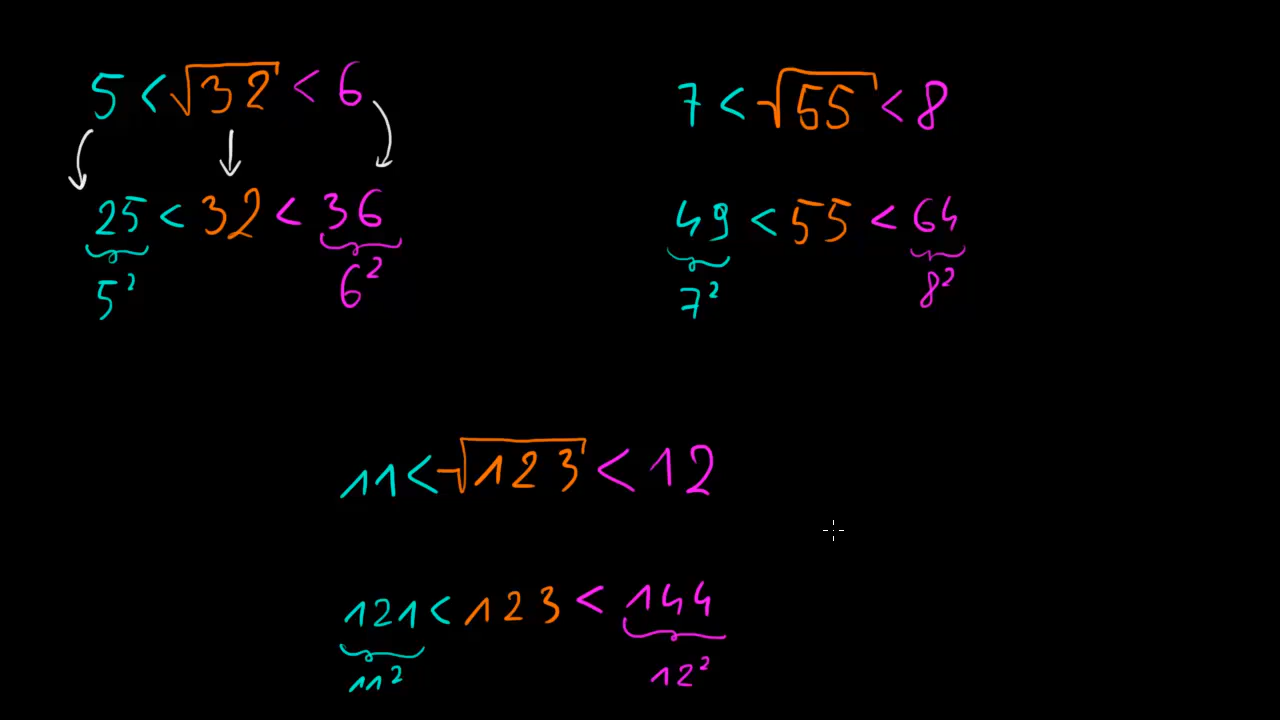 5 < √32 < 6
25 < 32 < 36
5² 6²
7 < √55 < 8
49 < 55 < 64
7² 8²
11 < √123 < 12
121 < 123 < 144
11² 12²